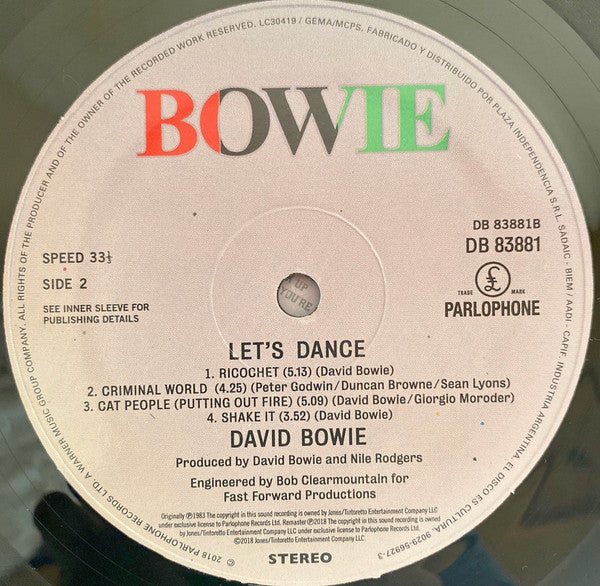 BOWIE
DB 83881B
DB 83881
SPEED 33⅓
SIDE 2
SEE INNER SLEEVE FOR
PUBLISHING DETAILS
£
TRADE MARK
PARLOPHONE
UP
YOU'RE
LET'S DANCE
1. RICOCHET (5.13) (David Bowie)
2. CRIMINAL WORLD (4.25) (Peter Godwin/Duncan Browne/Sean Lyons)
3. CAT PEOPLE (PUTTING OUT FIRE) (5.09) (David Bowie/Giorgio Moroder)
4. SHAKE IT (3.52) (David Bowie)
DAVID BOWIE
Produced by David Bowie and Nile Rodgers
Engineered by Bob Clearmountain for
Fast Forward Productions
Originally ℗1983 The copyright in this sound recording is owned by Jones/Tintoretto Entertainment Company LLC
under exclusive license to Parlophone Records Ltd. Remaster ℗2018 The copyright in this sound recording is owned
by Jones/Tintoretto Entertainment Company LLC under exclusive license to Parlophone Records Ltd.
©2018 Jones/Tintoretto Entertainment Company LLC
STEREO
© 2018 PARLOPHONE RECORDS LTD, A WARNER MUSIC GROUP COMPANY. ALL RIGHTS OF THE PRODUCER AND OF THE OWNER OF THE RECORDED WORK RESERVED. LC30419 / GEMA/MCPS. FABRICADO Y DISTRIBUIDO POR PLAZA INDEPENDENCIA S.R.L. SADAIC - BIEM / AADI - CAPIF. INDUSTRIA ARGENTINA. EL DISCO ES CULTURA. 9029-56927-3